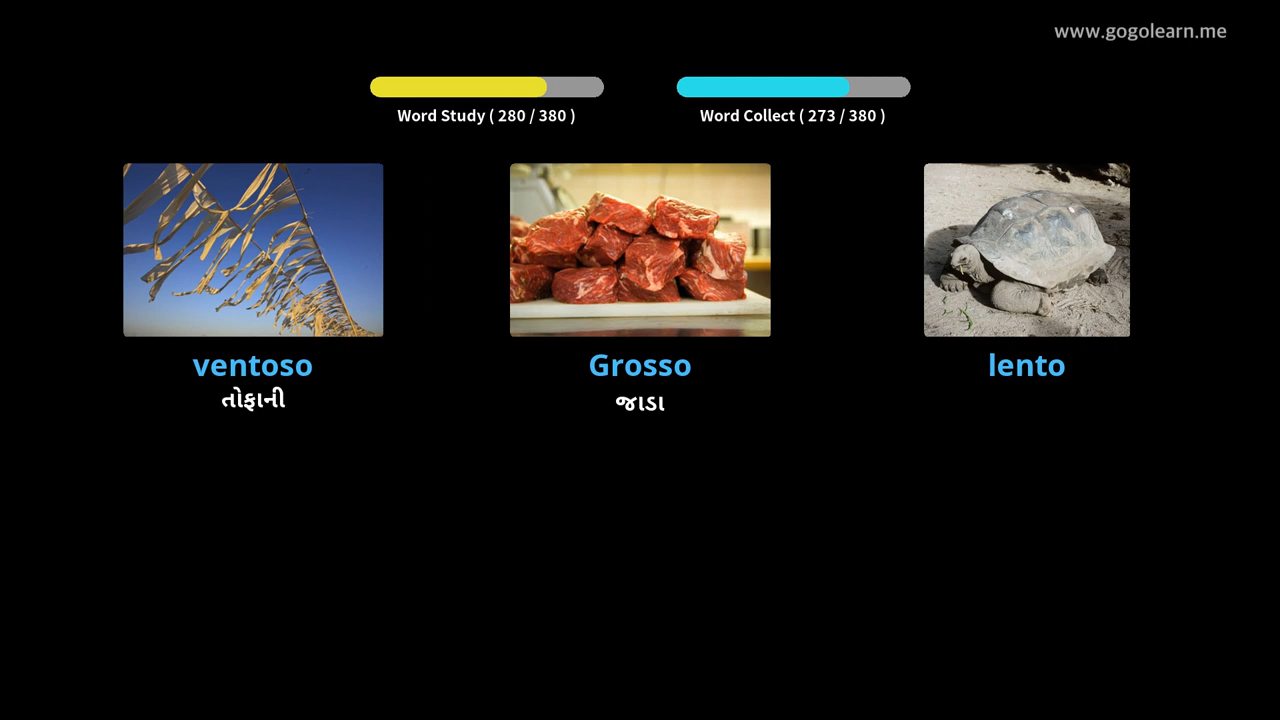 www.gogolearn.me
Word Study ( 280 / 380 )
Word Collect ( 273 / 380 )
ventoso
તોફાની
Grosso
જાડા
lento